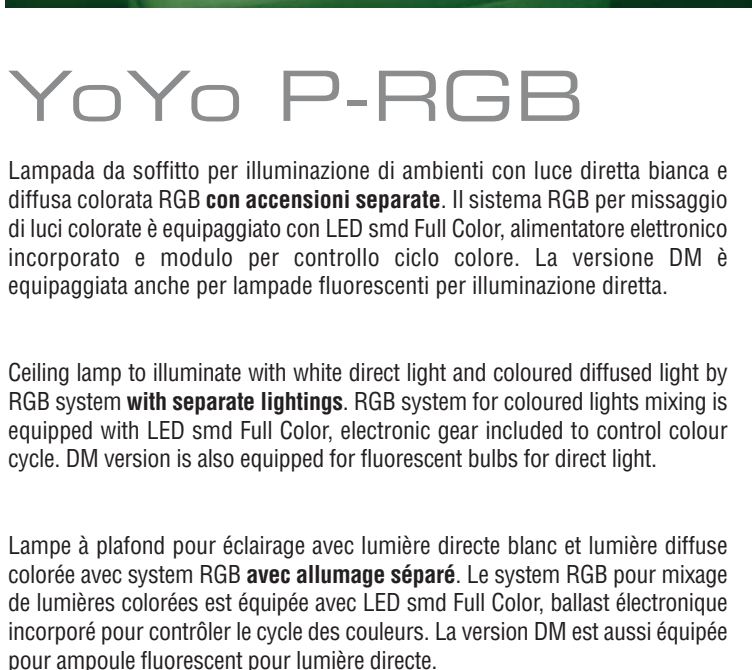 YoYo P-RGB
Lampada da soffitto per illuminazione di ambienti con luce diretta bianca e
diffusa colorata RGB con accensioni separate. Il sistema RGB per missaggio
di luci colorate è equipaggiato con LED smd Full Color, alimentatore elettronico
incorporato e modulo per controllo ciclo colore. La versione DM è
equipaggiata anche per lampade fluorescenti per illuminazione diretta.
Ceiling lamp to illuminate with white direct light and coloured diffused light by
RGB system with separate lightings. RGB system for coloured lights mixing is
equipped with LED smd Full Color, electronic gear included to control colour
cycle. DM version is also equipped for fluorescent bulbs for direct light.
Lampe à plafond pour éclairage avec lumière directe blanc et lumière diffuse
colorée avec system RGB avec allumage séparé. Le system RGB pour mixage
de lumières colorées est équipée avec LED smd Full Color, ballast électronique
incorporé pour contrôler le cycle des couleurs. La version DM est aussi équipée
pour ampoule fluorescent pour lumière directe.